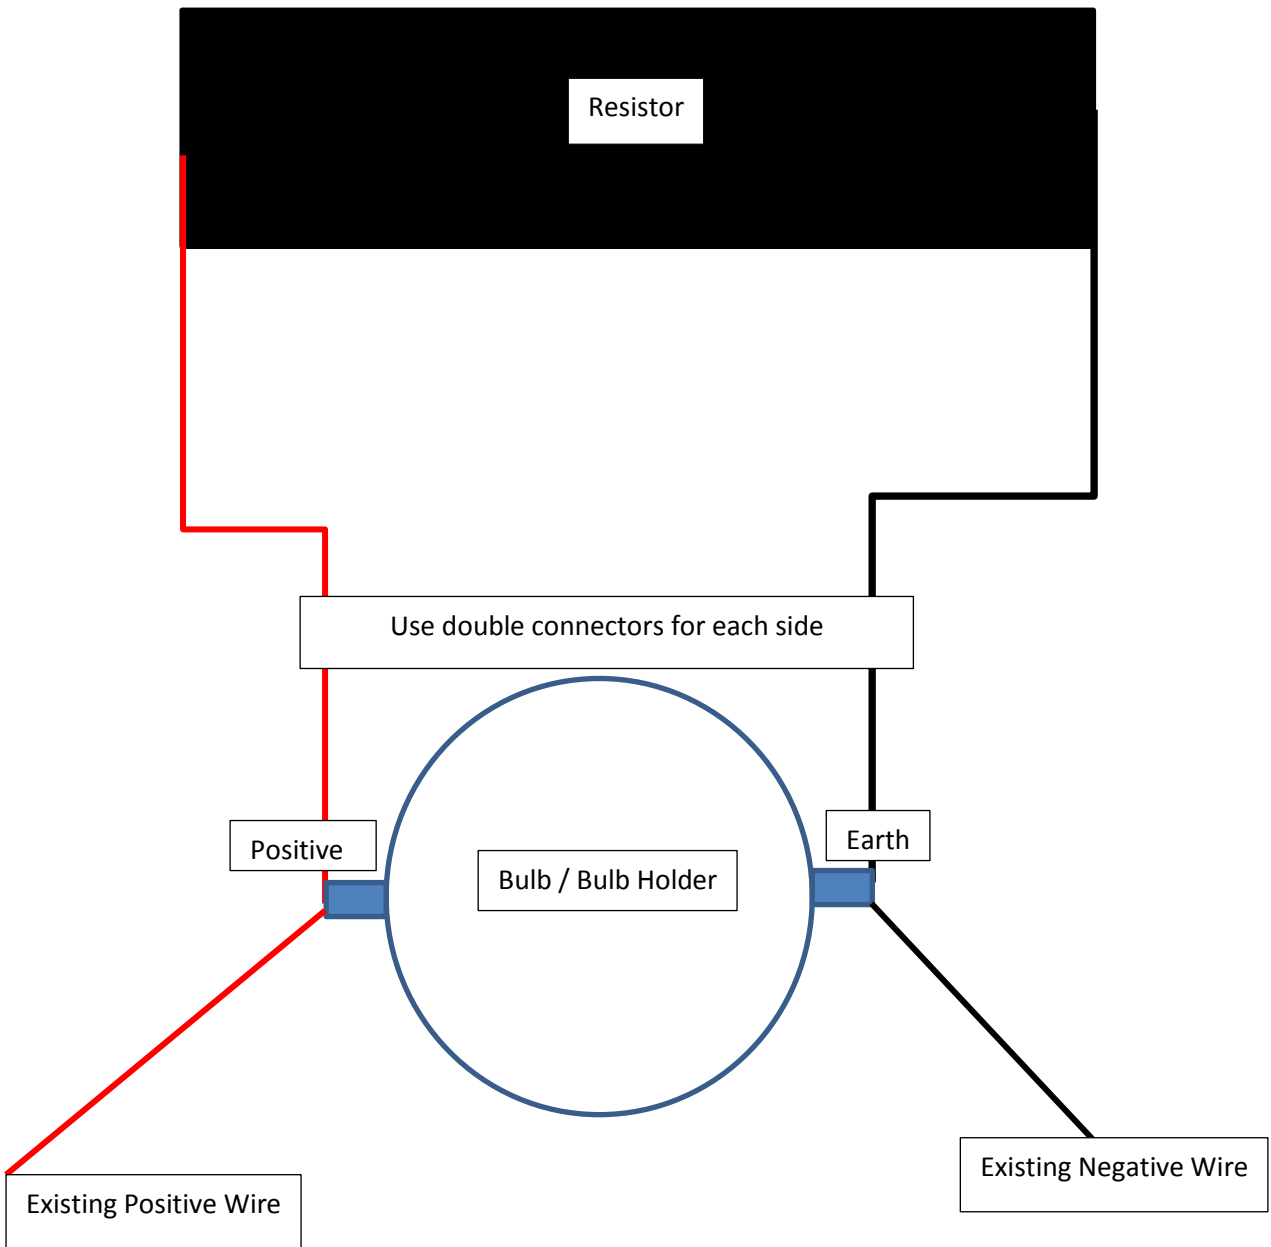 Resistor
Use double connectors for each side
Positive
Earth
Bulb / Bulb Holder
Existing Negative Wire
Existing Positive Wire